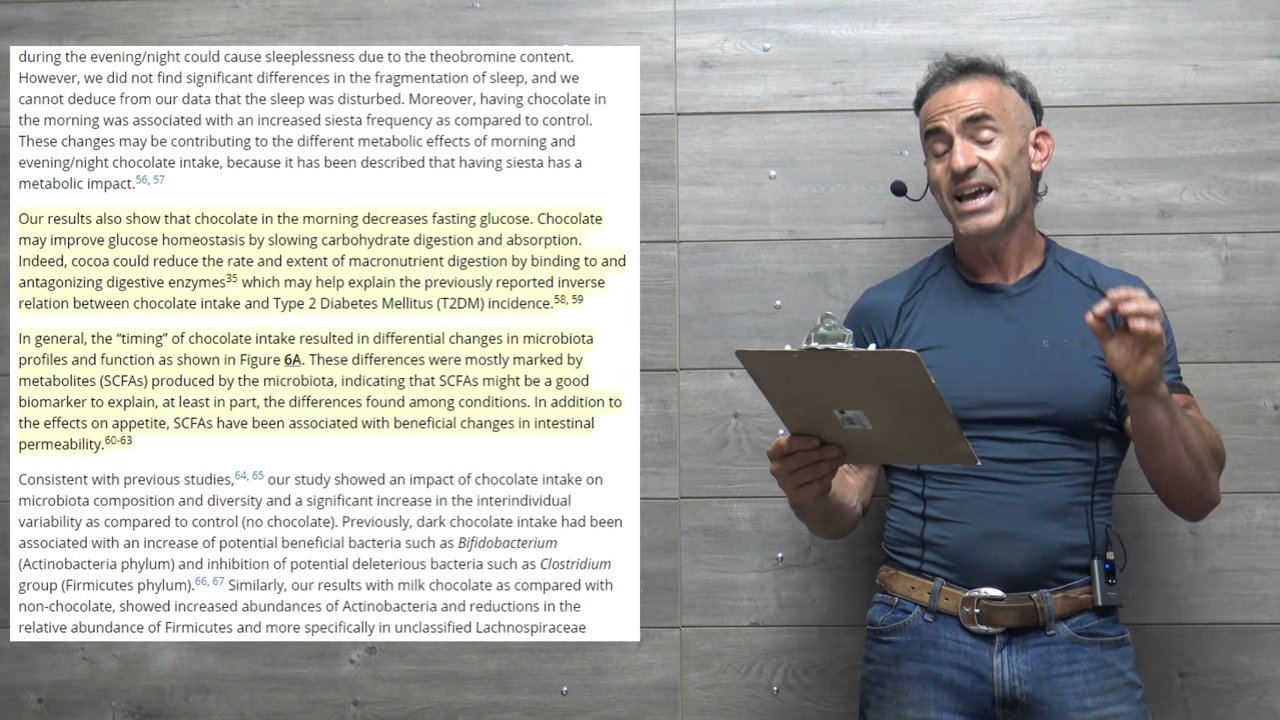 during the evening/night could cause sleeplessness due to the theobromine content.
However, we did not find significant differences in the fragmentation of sleep, and we
cannot deduce from our data that the sleep was disturbed. Moreover, having chocolate in
the morning was associated with an increased siesta frequency as compared to control.
These changes may be contributing to the different metabolic effects of morning and
evening/night chocolate intake, because it has been described that having siesta has a
metabolic impact.56, 57
Our results also show that chocolate in the morning decreases fasting glucose. Chocolate
may improve glucose homeostasis by slowing carbohydrate digestion and absorption.
Indeed, cocoa could reduce the rate and extent of macronutrient digestion by binding to and
antagonizing digestive enzymes35 which may help explain the previously reported inverse
relation between chocolate intake and Type 2 Diabetes Mellitus (T2DM) incidence.58, 59
In general, the “timing” of chocolate intake resulted in differential changes in microbiota
profiles and function as shown in Figure 6A. These differences were mostly marked by
metabolites (SCFAs) produced by the microbiota, indicating that SCFAs might be a good
biomarker to explain, at least in part, the differences found among conditions. In addition to
the effects on appetite, SCFAs have been associated with beneficial changes in intestinal
permeability.60-63
Consistent with previous studies,64, 65 our study showed an impact of chocolate intake on
microbiota composition and diversity and a significant increase in the interindividual
variability as compared to control (no chocolate). Previously, dark chocolate intake had been
associated with an increase of potential beneficial bacteria such as Bifidobacterium
(Actinobacteria phylum) and inhibition of potential deleterious bacteria such as Clostridium
group (Firmicutes phylum).66, 67 Similarly, our results with milk chocolate as compared with
non-chocolate, showed increased abundances of Actinobacteria and reductions in the
relative abundance of Firmicutes and more specifically in unclassified Lachnospiraceae